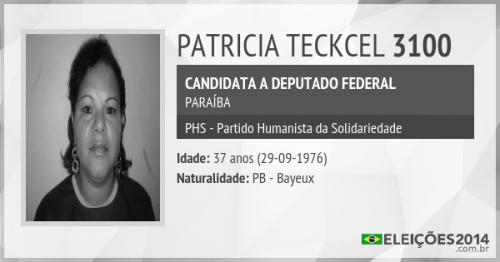 PATRICIA TECKCEL 3100
CANDIDATA A DEPUTADO FEDERAL
PARAÍBA
PHS - Partido Humanista da Solidariedade
Idade: 37 anos (29-09-1976)
Naturalidade: PB - Bayeux
ELEIÇÕES2014
.com.br